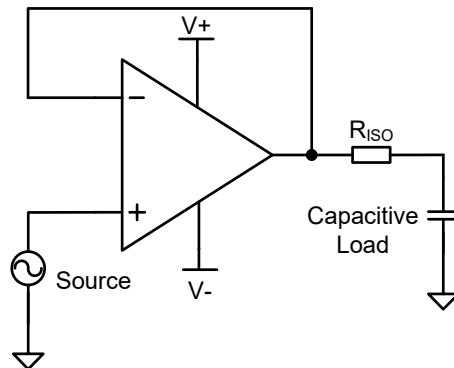 V+
−
R_ISO
+
Capacitive
Load
Source
V-